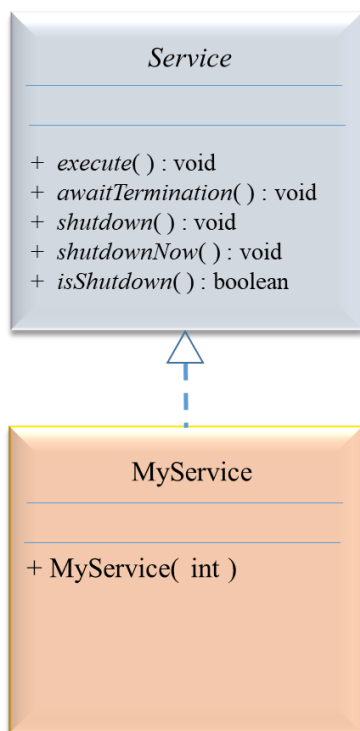 Service
+ execute( ) : void
+ awaitTermination( ) : void
+ shutdown( ) : void
+ shutdownNow( ) : void
+ isShutdown( ) : boolean
MyService
+ MyService( int )